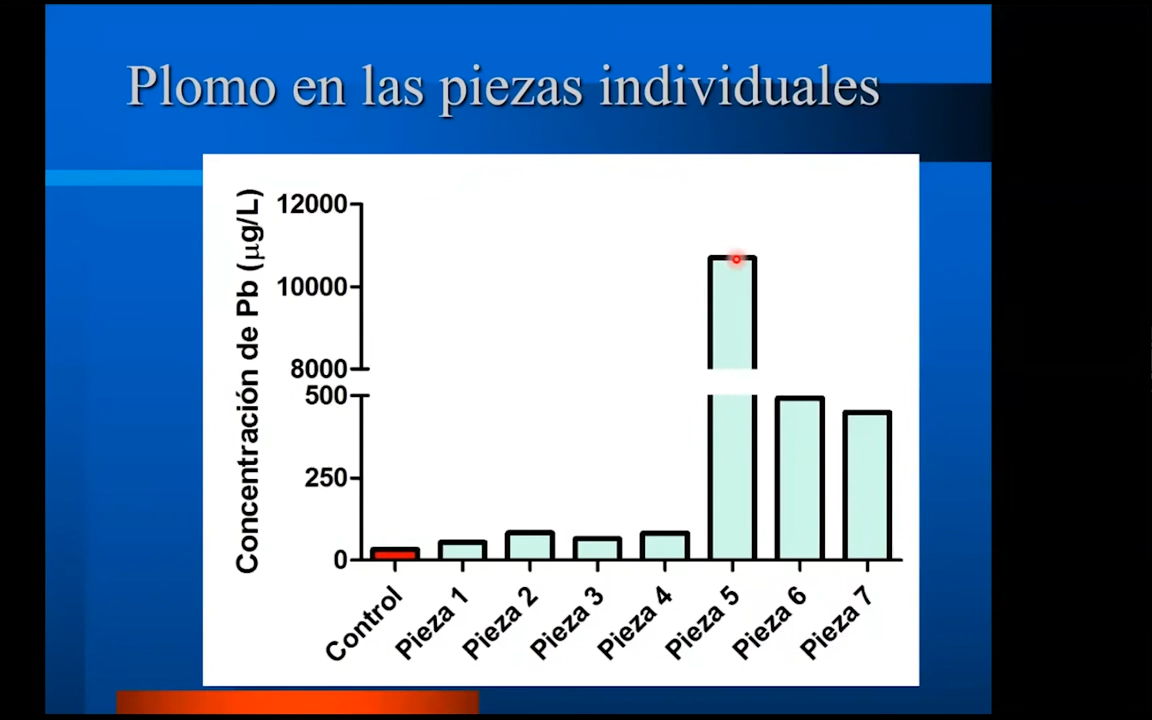 Plomo en las piezas individuales
Concentración de Pb (µg/L)
12000
10000
8000
500
250
0
Control
Pieza 1
Pieza 2
Pieza 3
Pieza 4
Pieza 5
Pieza 6
Pieza 7